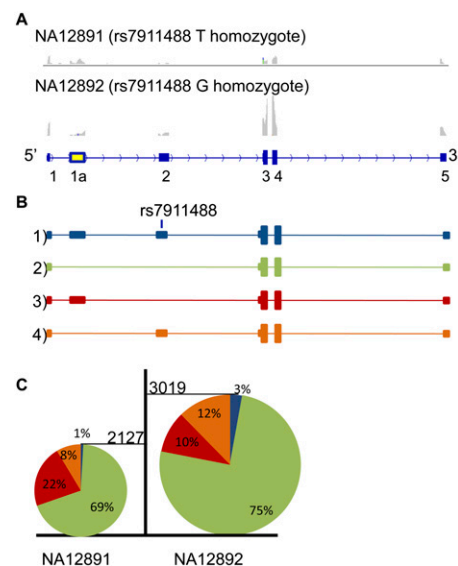 A
NA12891 (rs7911488 T homozygote)
NA12892 (rs7911488 G homozygote)
5’ 3
1 1a 2 3 4 5
B
rs7911488
1)
2)
3)
4)
C
3019 3%
1% 2127 12%
8% 10%
22%
69% 75%
NA12891 NA12892